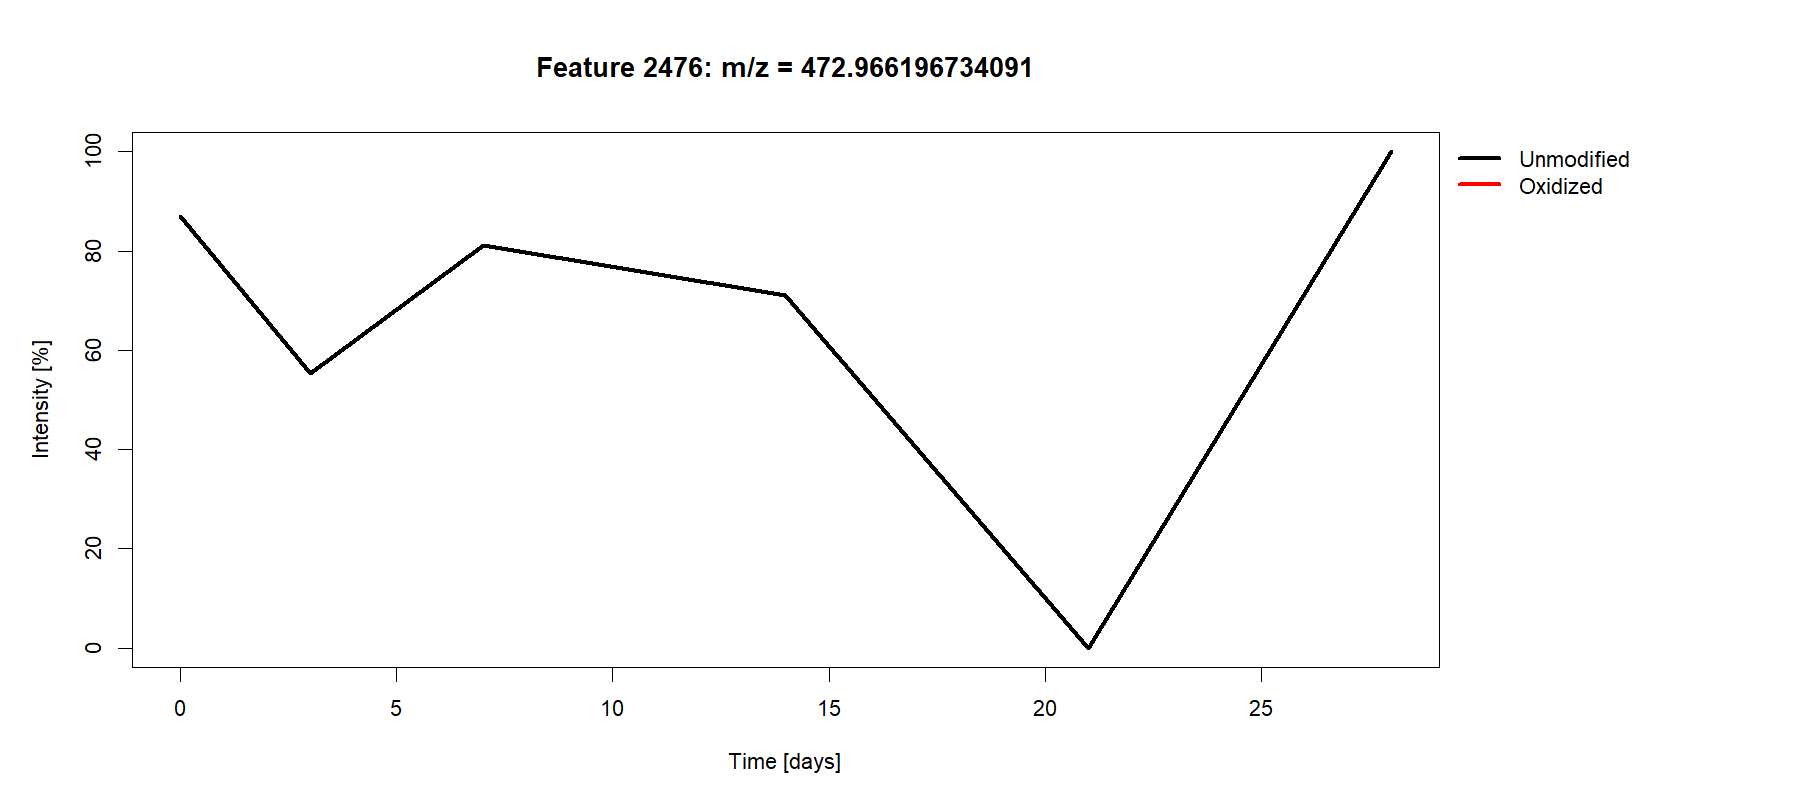 Feature 2476: m/z = 472.966196734091
Unmodified
Oxidized
Intensity [%]
100
80
60
40
20
0
0 5 10 15 20 25
Time [days]